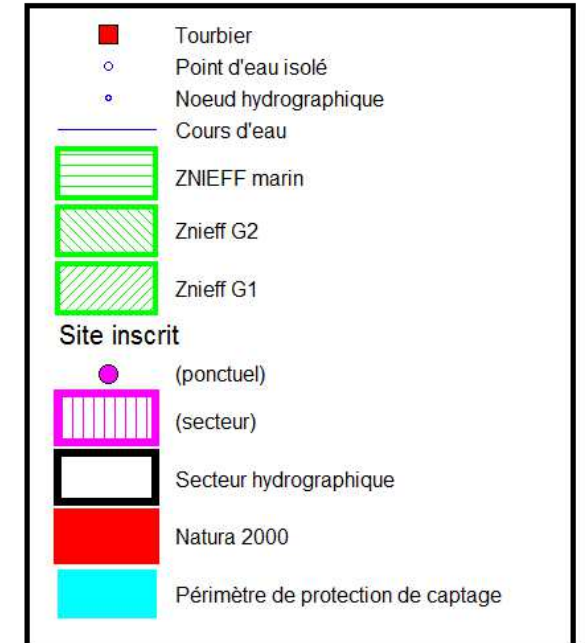 Tourbier
Point d'eau isolé
Noeud hydrographique
Cours d'eau
ZNIEFF marin
Znieff G2
Znieff G1
Site inscrit
(ponctuel)
(secteur)
Secteur hydrographique
Natura 2000
Périmètre de protection de captage